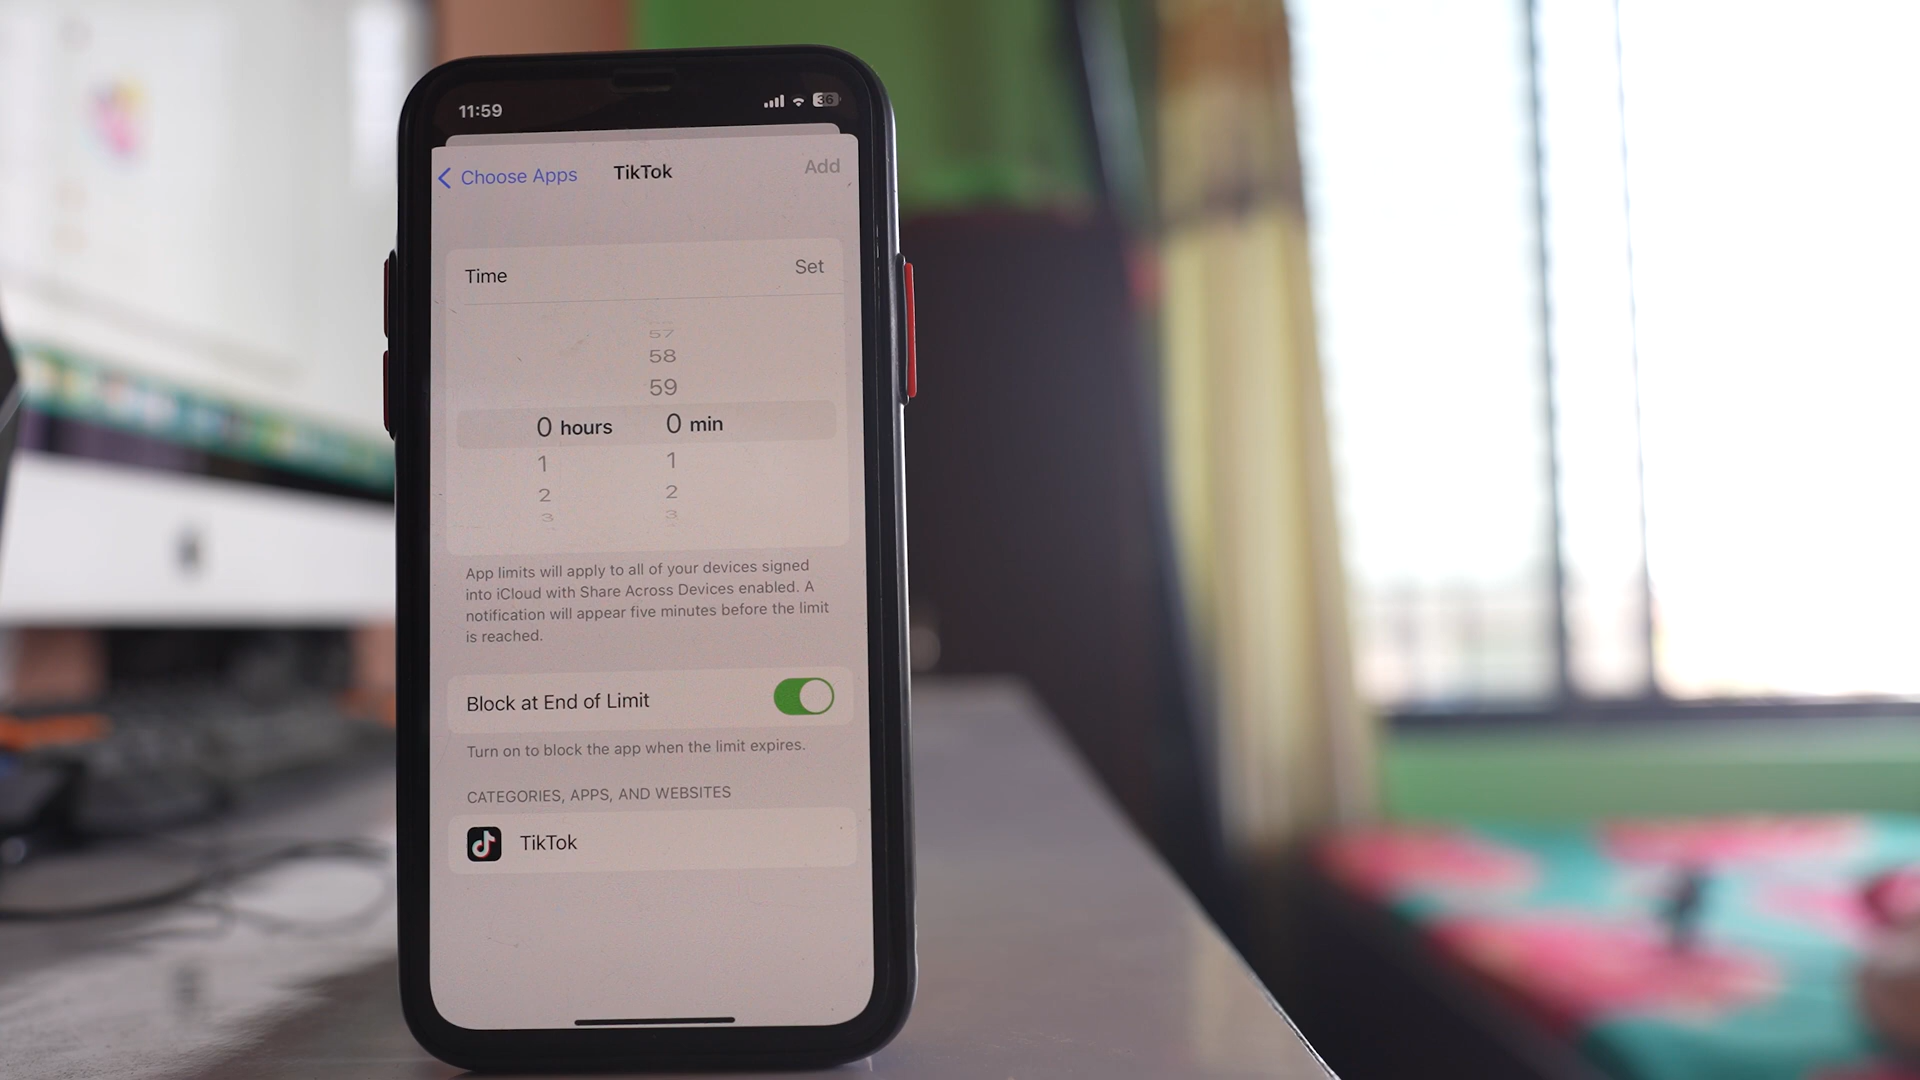 11:59
36
Choose Apps TikTok Add
Time Set
57
58
59
0 hours 0 min
1 1
2 2
3 3
App limits will apply to all of your devices signed
into iCloud with Share Across Devices enabled. A
notification will appear five minutes before the limit
is reached.
Block at End of Limit
Turn on to block the app when the limit expires.
CATEGORIES, APPS, AND WEBSITES
TikTok